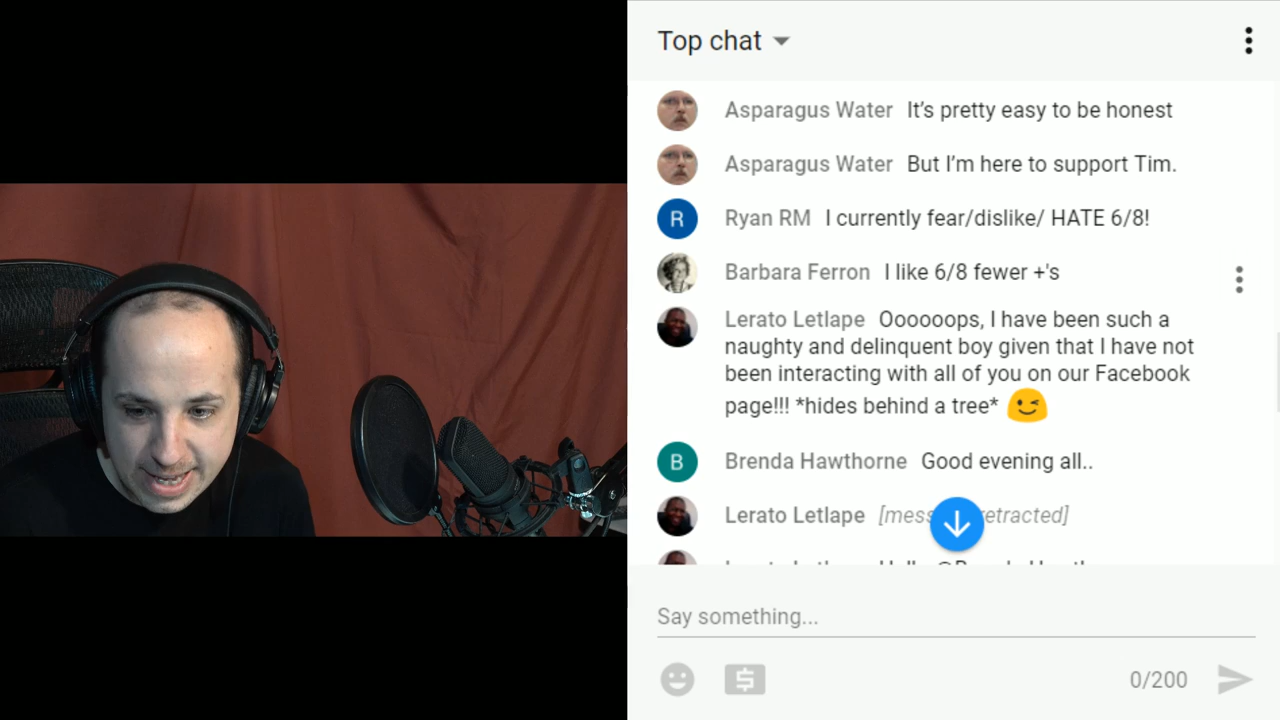 Top chat
Asparagus Water It’s pretty easy to be honest
Asparagus Water But I’m here to support Tim.
R Ryan RM I currently fear/dislike/ HATE 6/8!
Barbara Ferron I like 6/8 fewer +'s
Lerato Letlape Oooooops, I have been such a
naughty and delinquent boy given that I have not
been interacting with all of you on our Facebook
page!!! *hides behind a tree* 😉
B Brenda Hawthorne Good evening all..
Lerato Letlape
Say something...
0/200